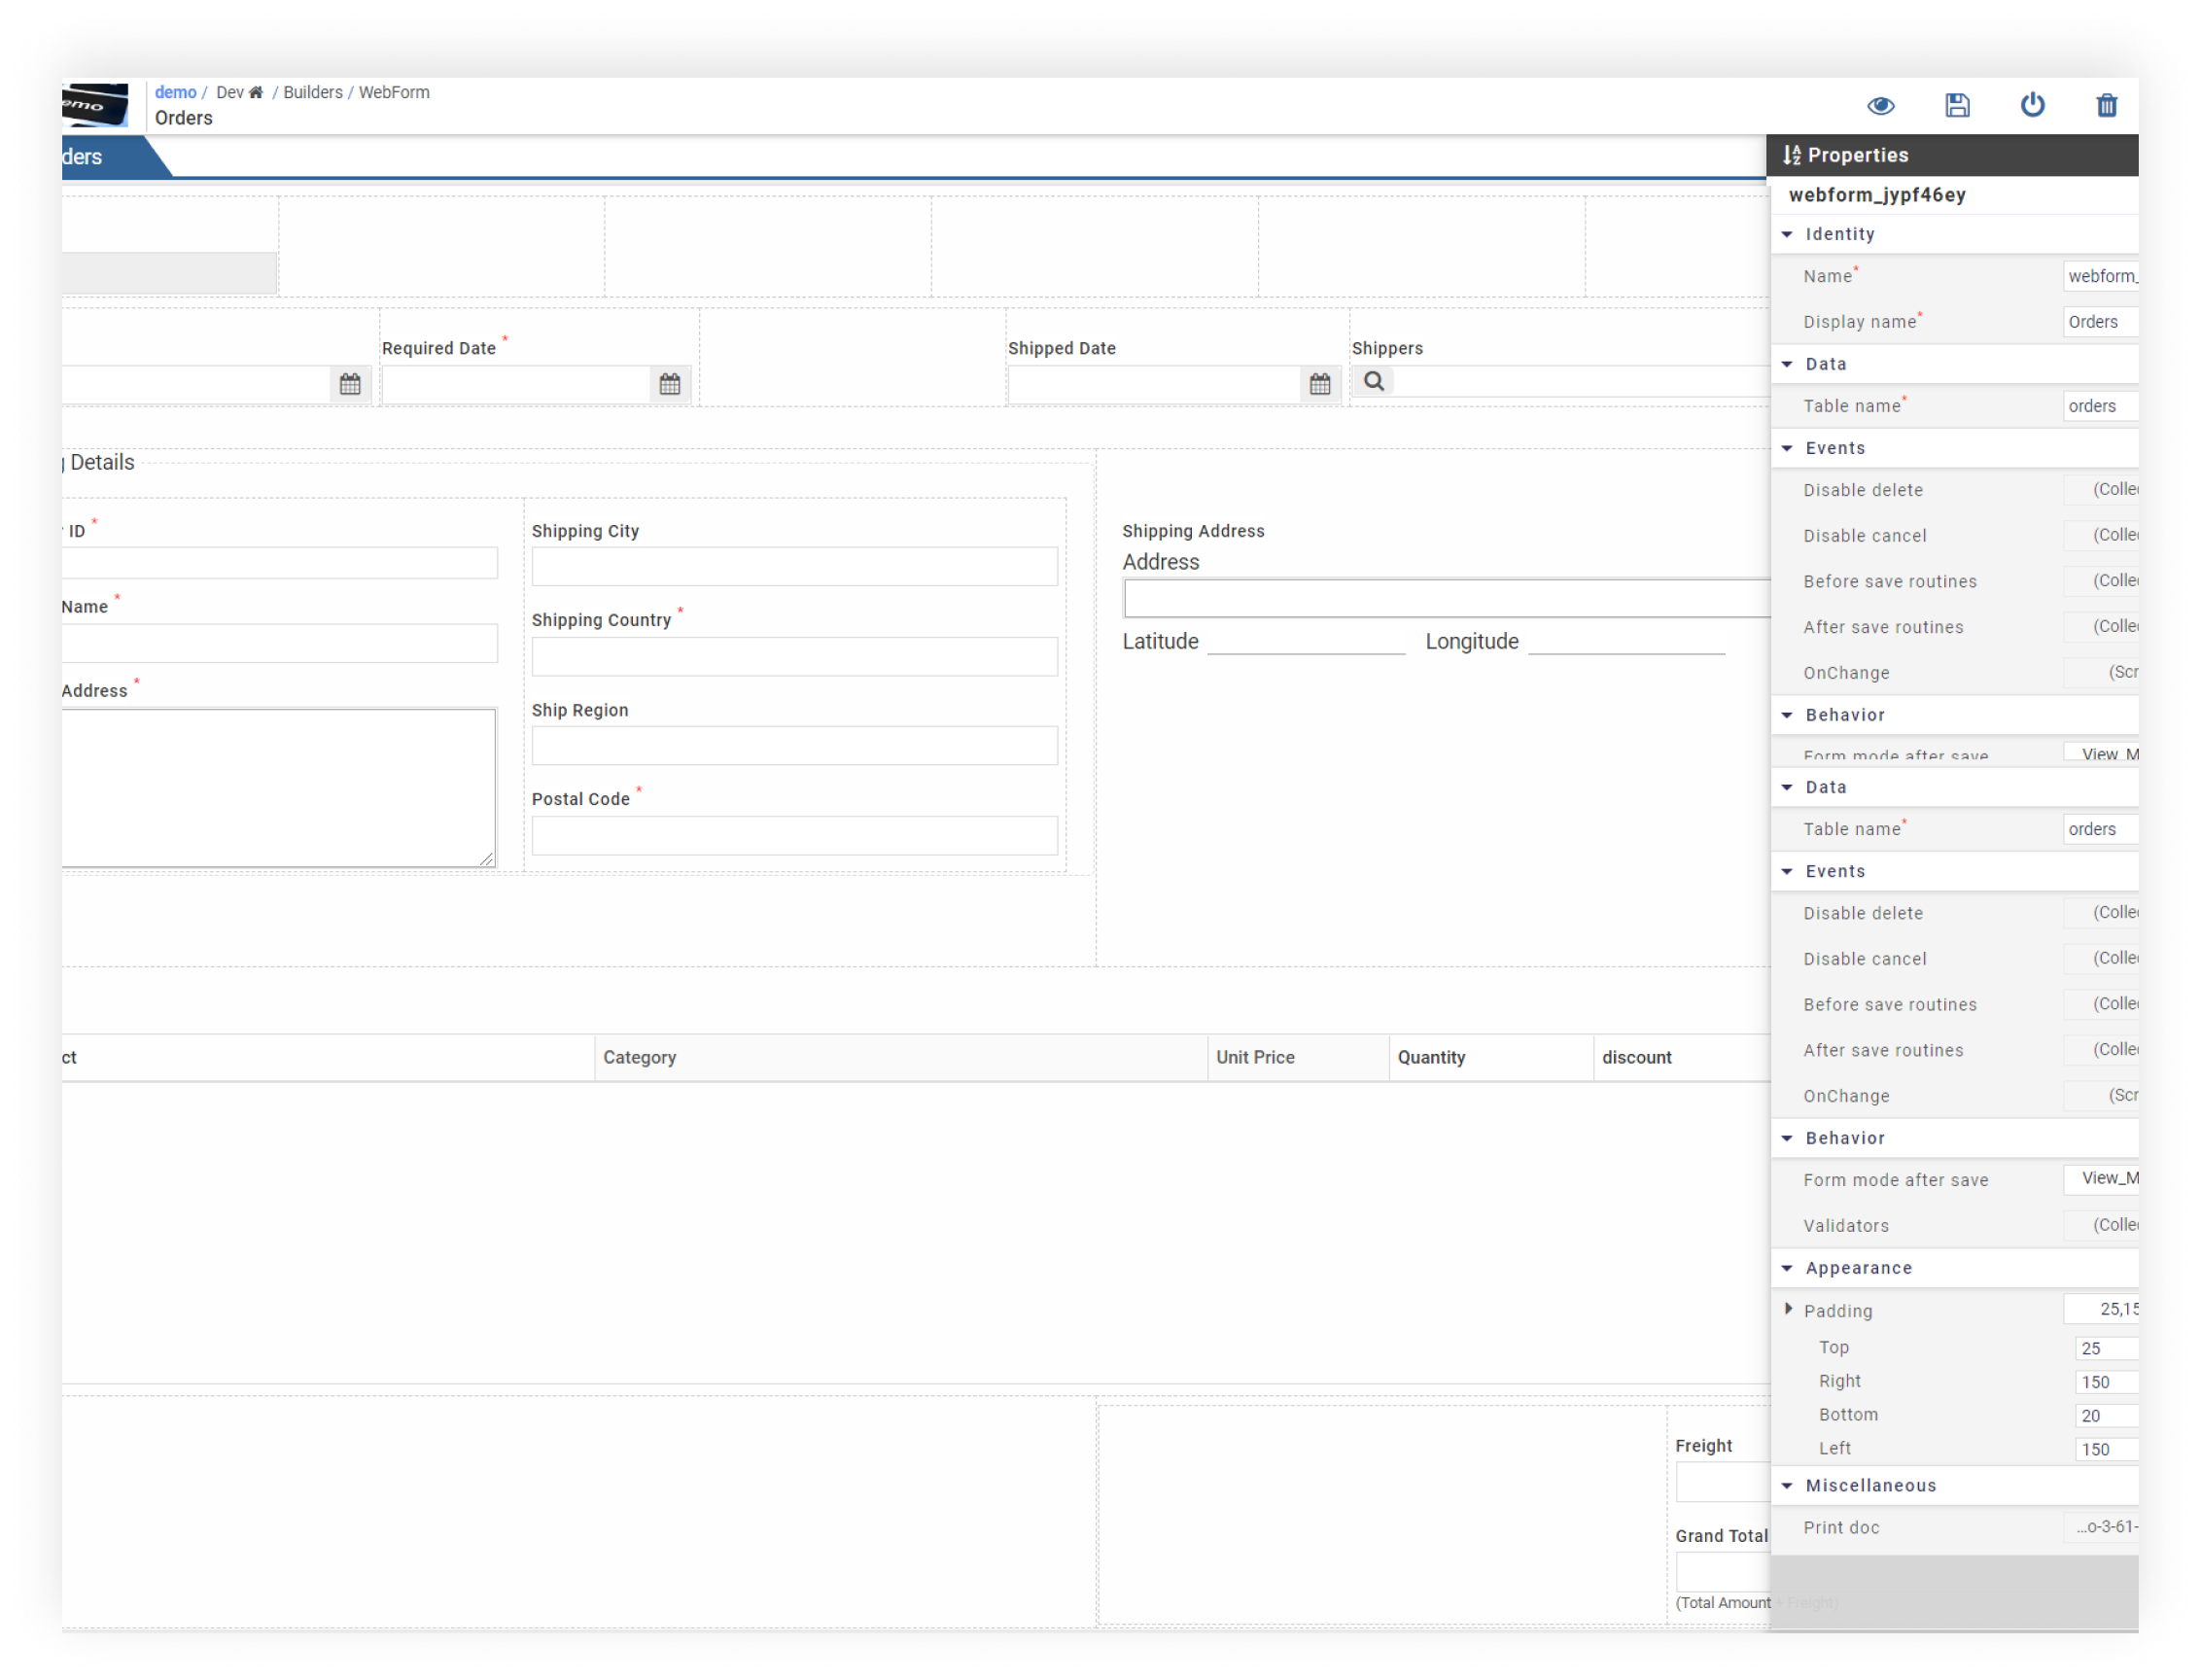 demo / Dev / Builders / WebForm
Orders
ders
Properties
webform_jypf46ey
Identity
Name* webform_
Display name* Orders
Data
Table name* orders
Events
Disable delete (Colle
Disable cancel (Colle
Before save routines (Colle
After save routines (Colle
OnChange (Scr
Behavior
Form mode after save View_M
Data
Table name* orders
Events
Disable delete (Colle
Disable cancel (Colle
Before save routines (Colle
After save routines (Colle
OnChange (Scr
Behavior
Form mode after save View_M
Validators (Colle
Appearance
Padding 25,15
Top 25
Right 150
Bottom 20
Left 150
Miscellaneous
Print doc ...o-3-61-
Required Date *
Shipped Date
Shippers
g Details
ID *
Name *
Address *
Shipping City
Shipping Country *
Ship Region
Postal Code *
Shipping Address
Address
Latitude Longitude
ct Category Unit Price Quantity discount
Freight
Grand Total
(Total Amount + Freight)